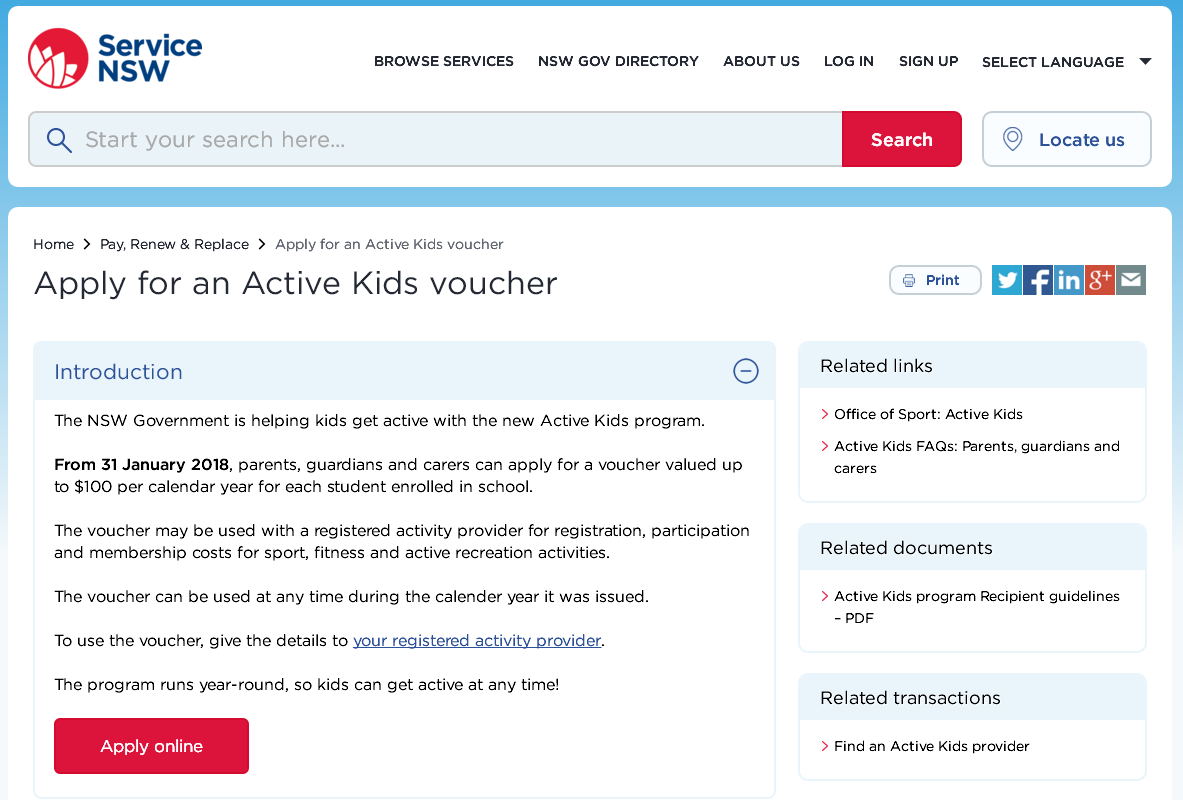 Service
NSW
BROWSE SERVICES
NSW GOV DIRECTORY
ABOUT US
LOG IN
SIGN UP
SELECT LANGUAGE
Start your search here...
Search
Locate us
Home > Pay, Renew & Replace > Apply for an Active Kids voucher
Apply for an Active Kids voucher
Print
f
in
g+
Introduction
The NSW Government is helping kids get active with the new Active Kids program.
From 31 January 2018, parents, guardians and carers can apply for a voucher valued up
to $100 per calendar year for each student enrolled in school.
The voucher may be used with a registered activity provider for registration, participation
and membership costs for sport, fitness and active recreation activities.
The voucher can be used at any time during the calender year it was issued.
To use the voucher, give the details to your registered activity provider.
The program runs year-round, so kids can get active at any time!
Apply online
Related links
Office of Sport: Active Kids
Active Kids FAQs: Parents, guardians and
carers
Related documents
Active Kids program Recipient guidelines
– PDF
Related transactions
Find an Active Kids provider